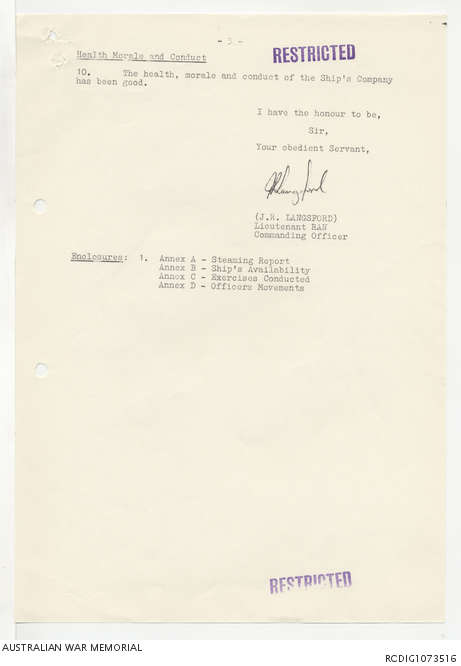 - 3 -
RESTRICTED
Health Morale and Conduct
10. The health, morale and conduct of the Ship's Company
has been good.
I have the honour to be,
Sir,
Your obedient Servant,
JRLangsford
(J.R. LANGSFORD)
Lieutenant RAN
Commanding Officer
Enclosures: 1. Annex A - Steaming Report
Annex B - Ship's Availability
Annex C - Exercises Conducted
Annex D - Officers Movements
RESTRICTED
AUSTRALIAN WAR MEMORIAL
RCDIG1073516